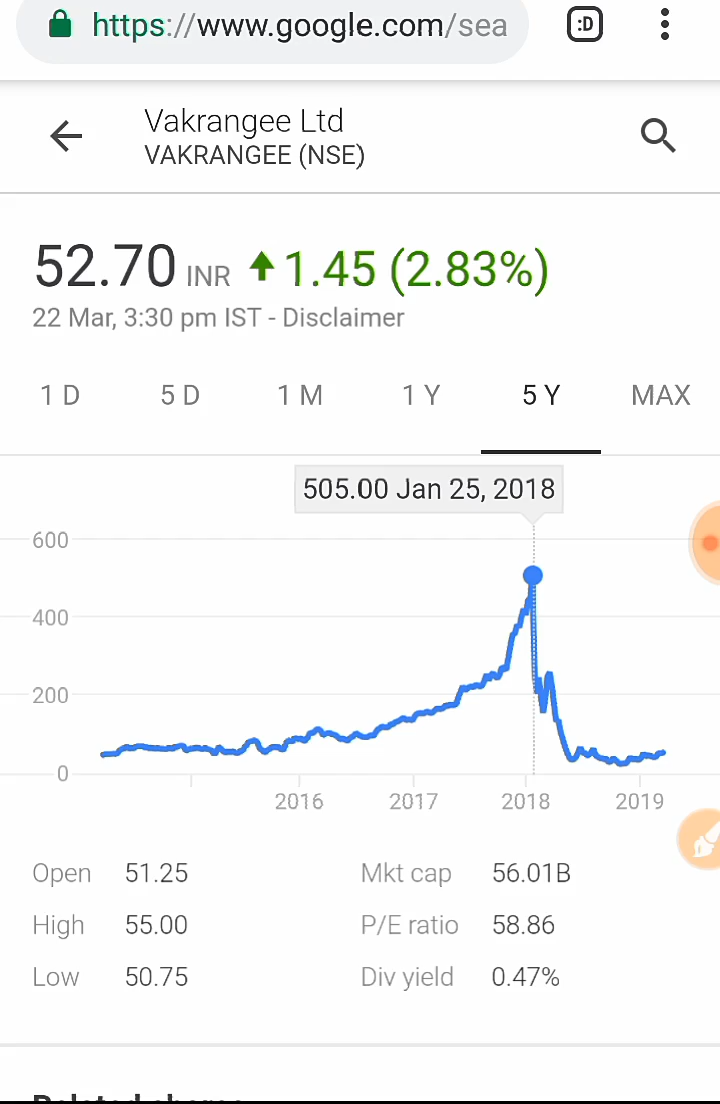 https://www.google.com/sea
:D
Vakrangee Ltd
VAKRANGEE (NSE)
52.70 INR 1.45 (2.83%)
22 Mar, 3:30 pm IST - Disclaimer
1 D 5 D 1 M 1 Y 5 Y MAX
505.00 Jan 25, 2018
600
400
200
0
2016 2017 2018 2019
Open 51.25 Mkt cap 56.01B
High 55.00 P/E ratio 58.86
Low 50.75 Div yield 0.47%